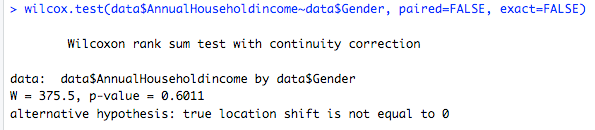 > wilcox.test(data$AnnualHouseholdincome~data$Gender, paired=FALSE, exact=FALSE)
Wilcoxon rank sum test with continuity correction
data:  data$AnnualHouseholdincome by data$Gender
W = 375.5, p-value = 0.6011
alternative hypothesis: true location shift is not equal to 0